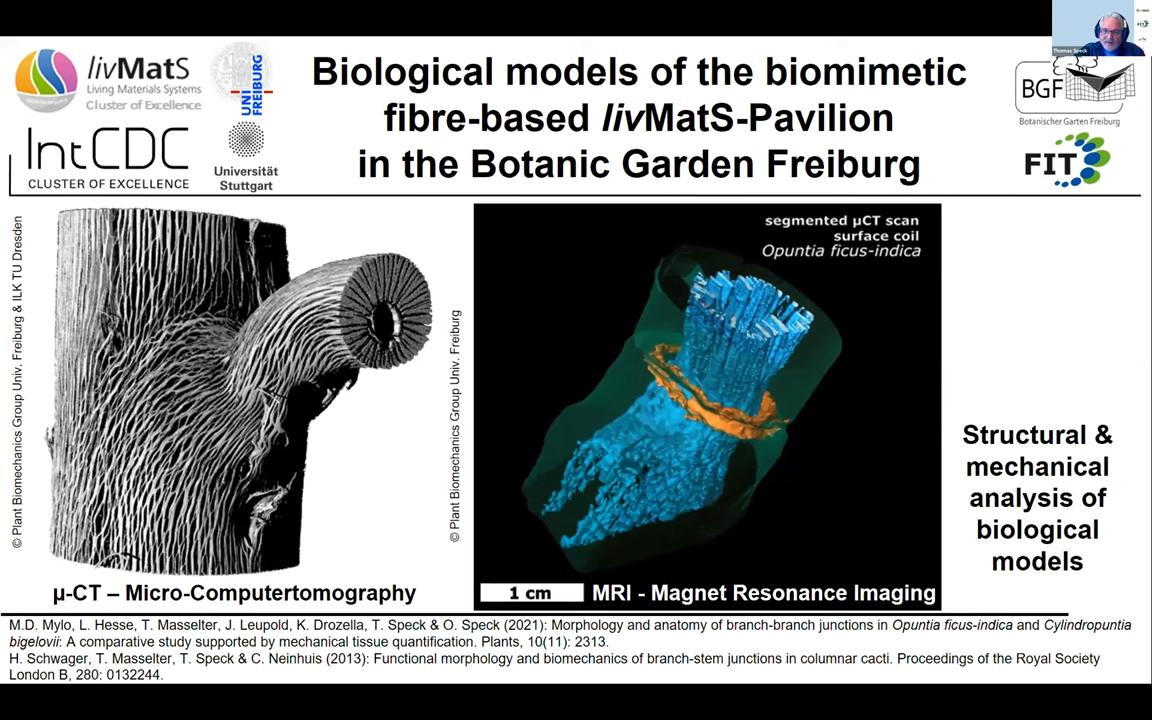 Thomas Speck
livMatS
Living Materials Systems
Cluster of Excellence
UNI
FREIBURG
IntCDC
CLUSTER OF EXCELLENCE
Universität
Stuttgart
Biological models of the biomimetic
fibre-based livMatS-Pavilion
in the Botanic Garden Freiburg
BGF
Botanischer Garten Freiburg
FIT
© Plant Biomechanics Group Univ. Freiburg & ILK TU Dresden
µ-CT – Micro-Computertomography
© Plant Biomechanics Group Univ. Freiburg
segmented µCT scan
surface coil
Opuntia ficus-indica
1 cm
MRI - Magnet Resonance Imaging
Structural &
mechanical
analysis of
biological
models
M.D. Mylo, L. Hesse, T. Masselter, J. Leupold, K. Drozella, T. Speck & O. Speck (2021): Morphology and anatomy of branch-branch junctions in Opuntia ficus-indica and Cylindropuntia
bigelovii: A comparative study supported by mechanical tissue quantification. Plants, 10(11): 2313.
H. Schwager, T. Masselter, T. Speck & C. Neinhuis (2013): Functional morphology and biomechanics of branch-stem junctions in columnar cacti. Proceedings of the Royal Society
London B, 280: 0132244.